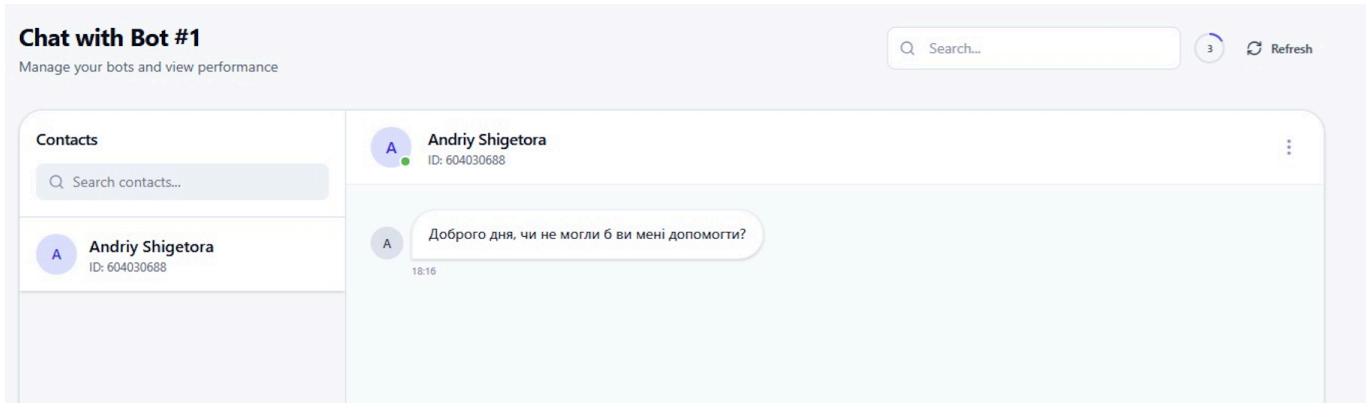 Chat with Bot #1
Manage your bots and view performance
Search...
3
Refresh
Contacts
Search contacts...
A
Andriy Shigetora
ID: 604030688
A
Andriy Shigetora
ID: 604030688
A
Доброго дня, чи не могли б ви мені допомогти?
18:16